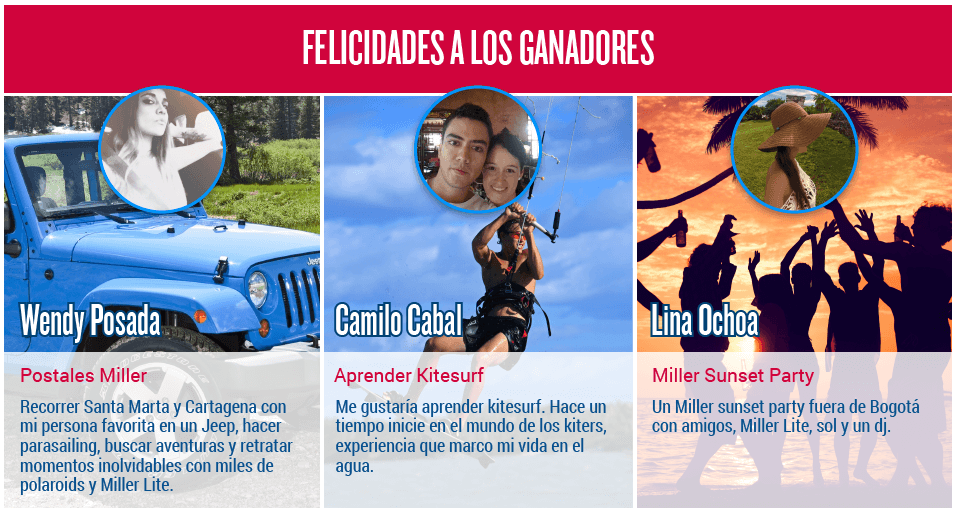 FELICIDADES A LOS GANADORES
Jeep
Wendy Posada
Postales Miller
Recorrer Santa Marta y Cartagena con
mi persona favorita en un Jeep, hacer
parasailing, buscar aventuras y retratar
momentos inolvidables con miles de
polaroids y Miller Lite.
Camilo Cabal
Aprender Kitesurf
Me gustaría aprender kitesurf. Hace un
tiempo inicie en el mundo de los kiters,
experiencia que marco mi vida en el
agua.
Lina Ochoa
Miller Sunset Party
Un Miller sunset party fuera de Bogotá
con amigos, Miller Lite, sol y un dj.